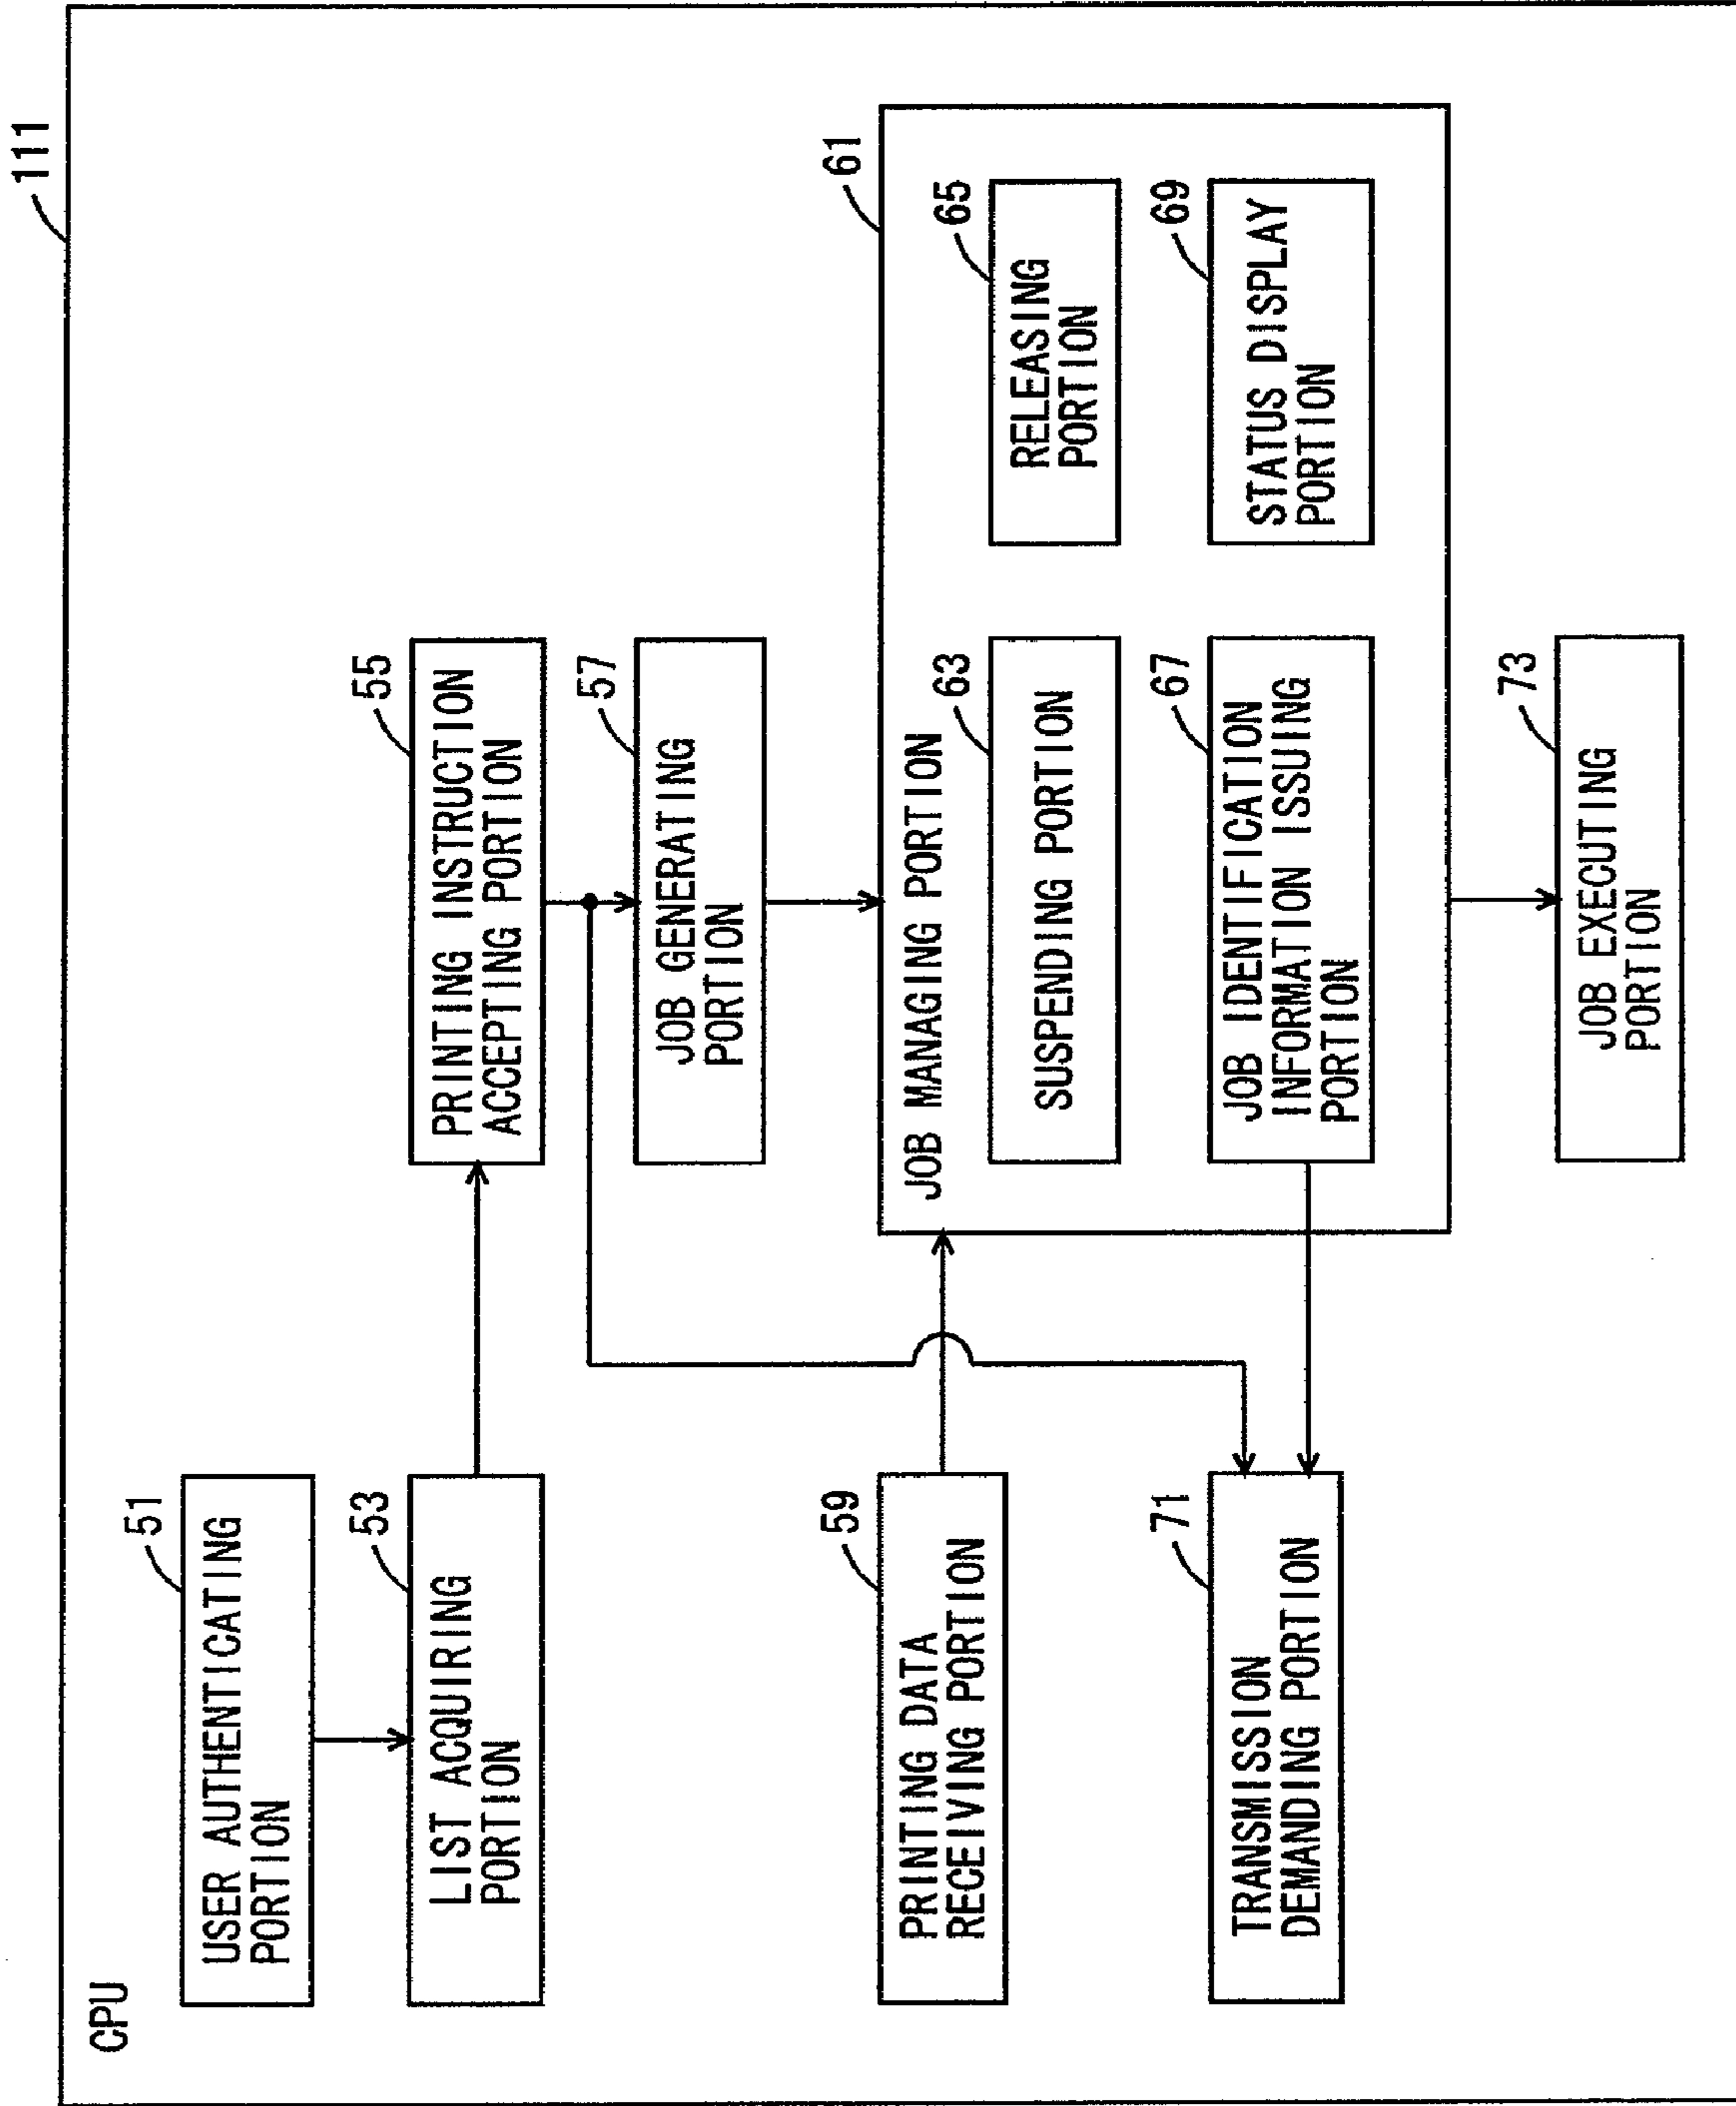 111
CPU
51
USER AUTHENTICATING
PORTION
53
LIST ACQUIRING
PORTION
55
PRINTING INSTRUCTION
ACCEPTING PORTION
57
JOB GENERATING
PORTION
59
PRINTING DATA
RECEIVING PORTION
61
JOB MANAGING PORTION
63
SUSPENDING PORTION
65
RELEASING
PORTION
67
JOB IDENTIFICATION
INFORMATION ISSUING
PORTION
69
STATUS DISPLAY
PORTION
71
TRANSMISSION
DEMANDING PORTION
73
JOB EXECUTING
PORTION